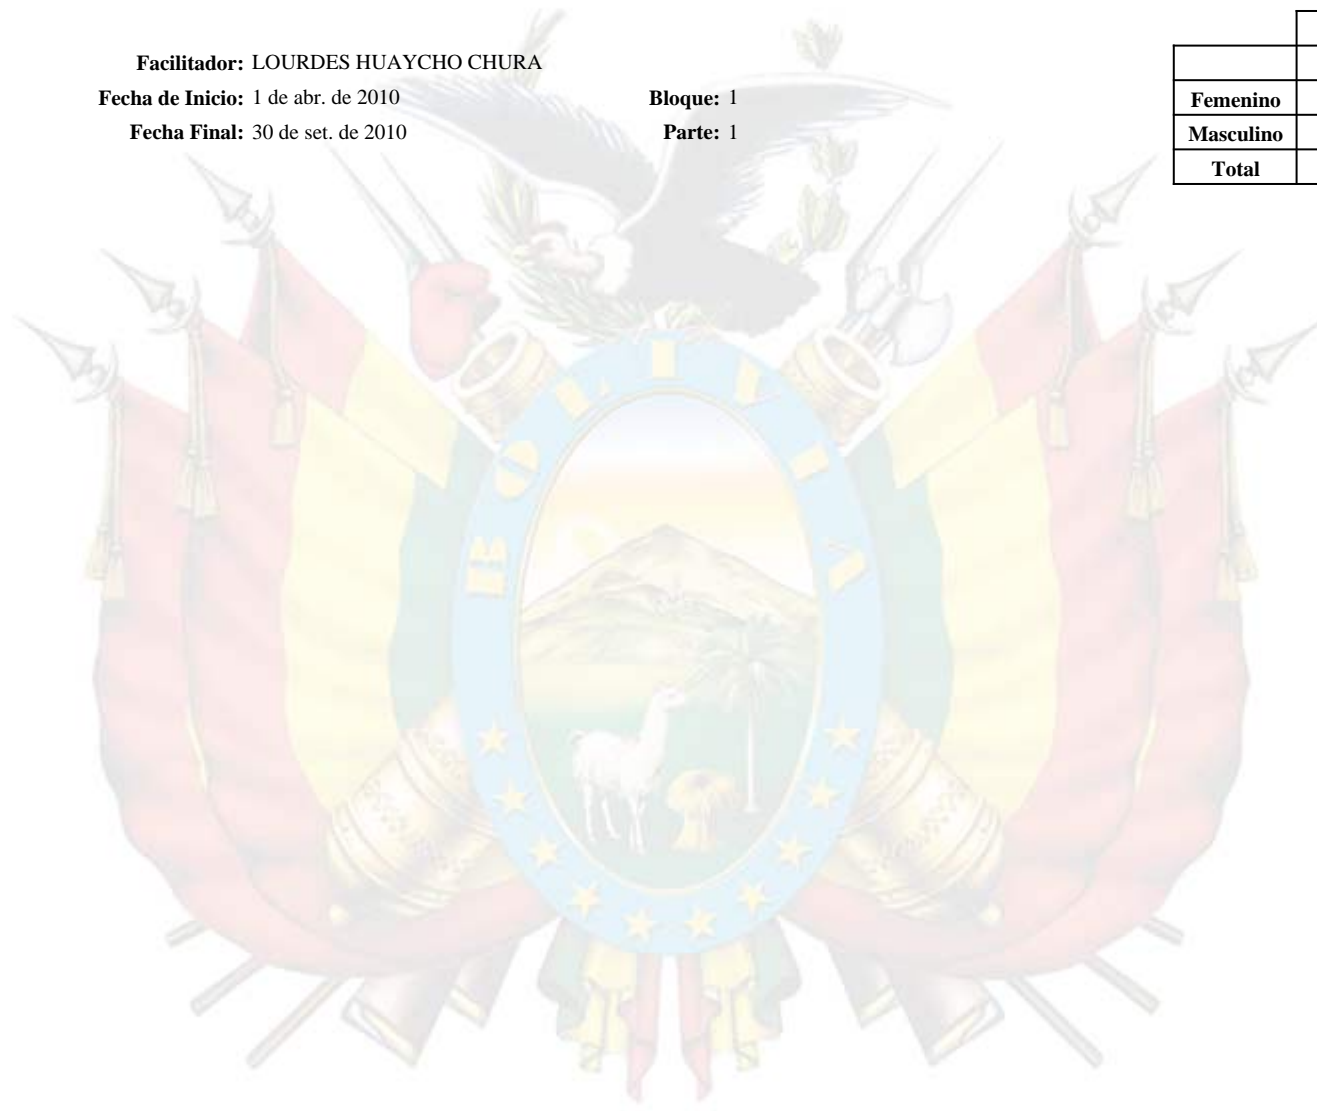 Facilitador: LOURDES HUAYCHO CHURA
Fecha de Inicio: 1 de abr. de 2010 Bloque: 1
Fecha Final: 30 de set. de 2010 Parte: 1
Femenino
Masculino
Total
BOLIVIA